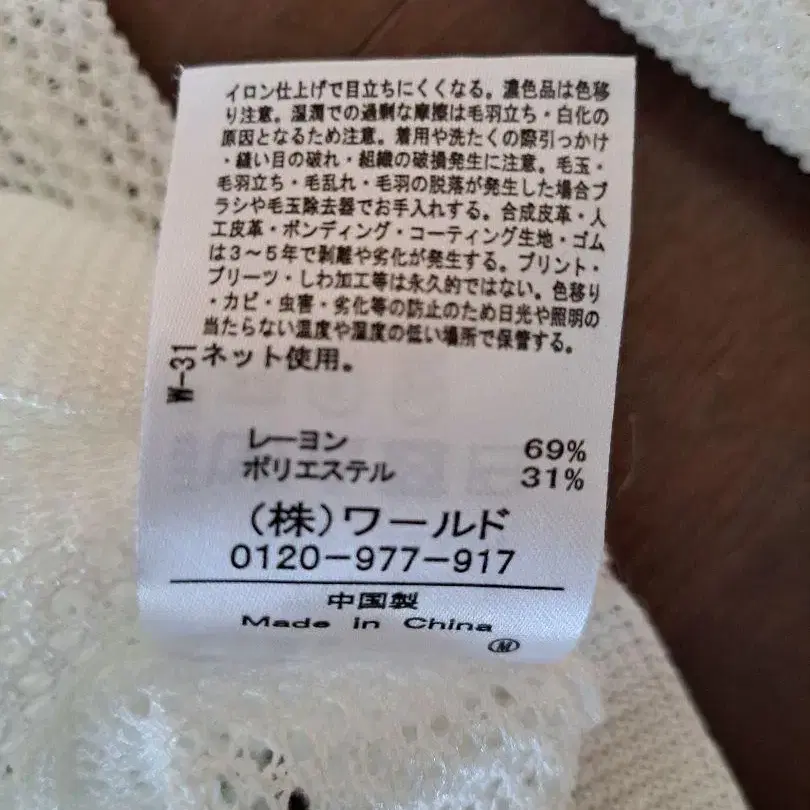 イロン仕上げで目立ちにくくなる。濃色品は色移
り注意。湿潤での過剰な摩擦は毛羽立ち・白化の
原因となるため注意。着用や洗たくの際引っかけ
・縫い目の破れ・組織の破損発生に注意。毛玉・
毛羽立ち・毛乱れ・毛羽の脱落が発生した場合ブ
ラシや毛玉除去器でお手入れする。合成皮革・人
工皮革・ボンディング・コーティング生地・ゴム
は3〜5年で剥離や劣化が発生する。プリント・
プリーツ・しわ加工等は永久的ではない。色移り
・カビ・虫害・劣化等の防止のため日光や照明の
当たらない温度や湿度の低い場所で保管する。
ネット使用。
W-31
レーヨン 69%
ポリエステル 31%
(株)ワールド
0120-977-917
中国製
Made in China
M